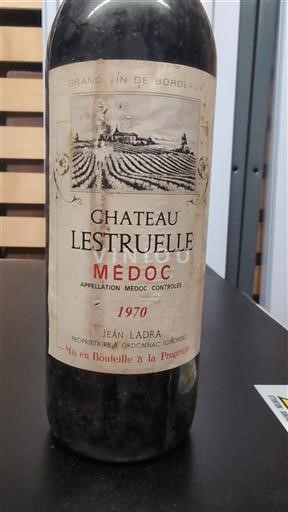 GRAND VIN DE BORDEAUX
CHATEAU
LESTRUELLE
VINIOU
MÉDOC
APPELLATION MÉDOC CONTROLÉE
1970
JEAN LADRA
PROPRIETAIRE A ORDONNAC (GIRONDE)
Mis en Bouteille à la Propriété